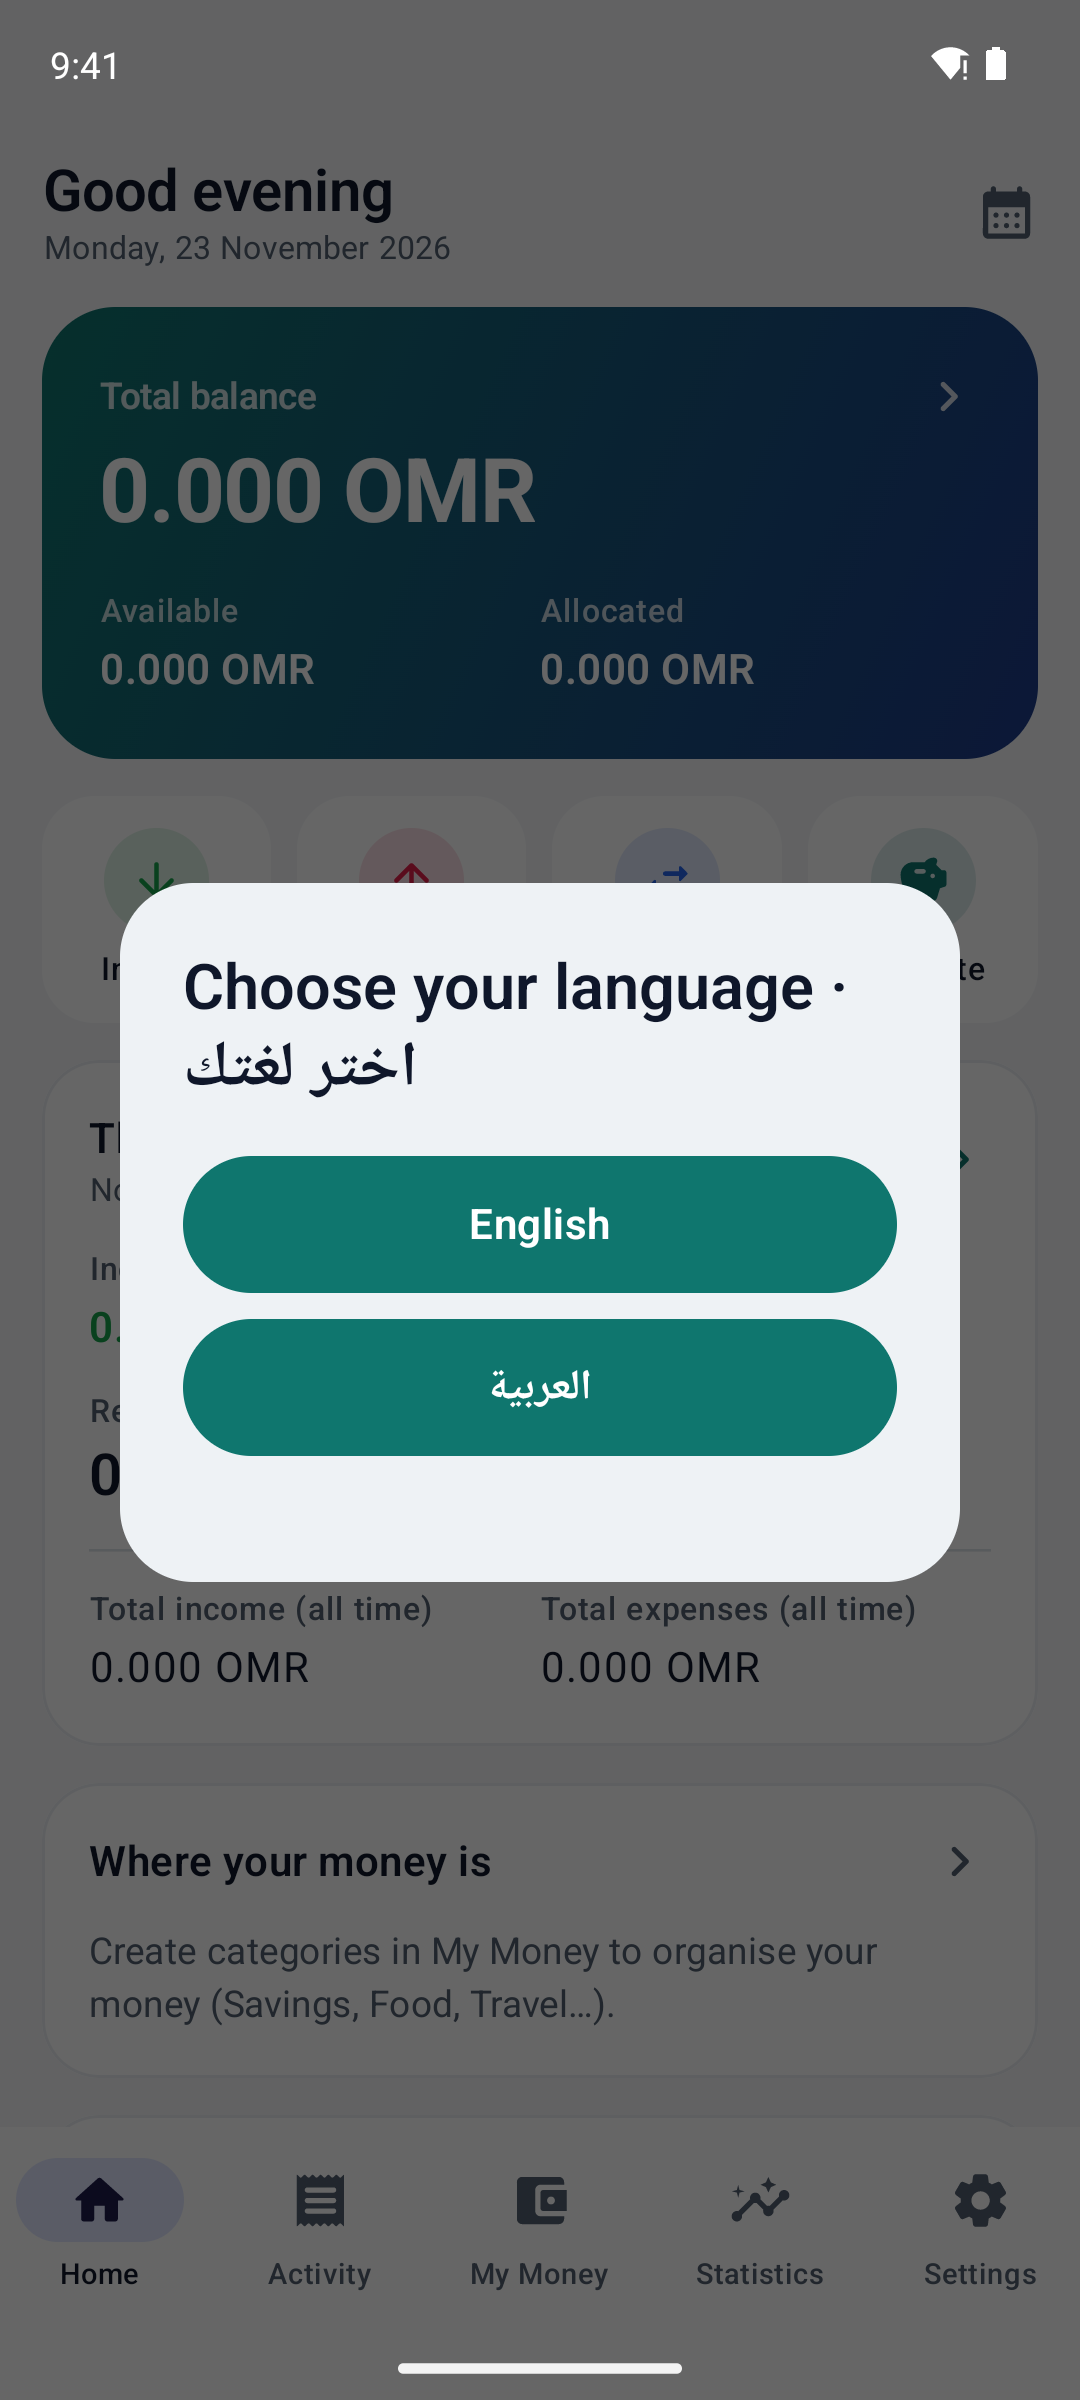 9:41
Good evening
Monday, 23 November 2026
Total balance
0.000 OMR
Available
Allocated
0.000 OMR
0.000 OMR
Choose your language ·
اختر لغتك
English
العربية
Total income (all time)
Total expenses (all time)
0.000 OMR
0.000 OMR
Where your money is
Create categories in My Money to organise your
money (Savings, Food, Travel…).
Home
Activity
My Money
Statistics
Settings